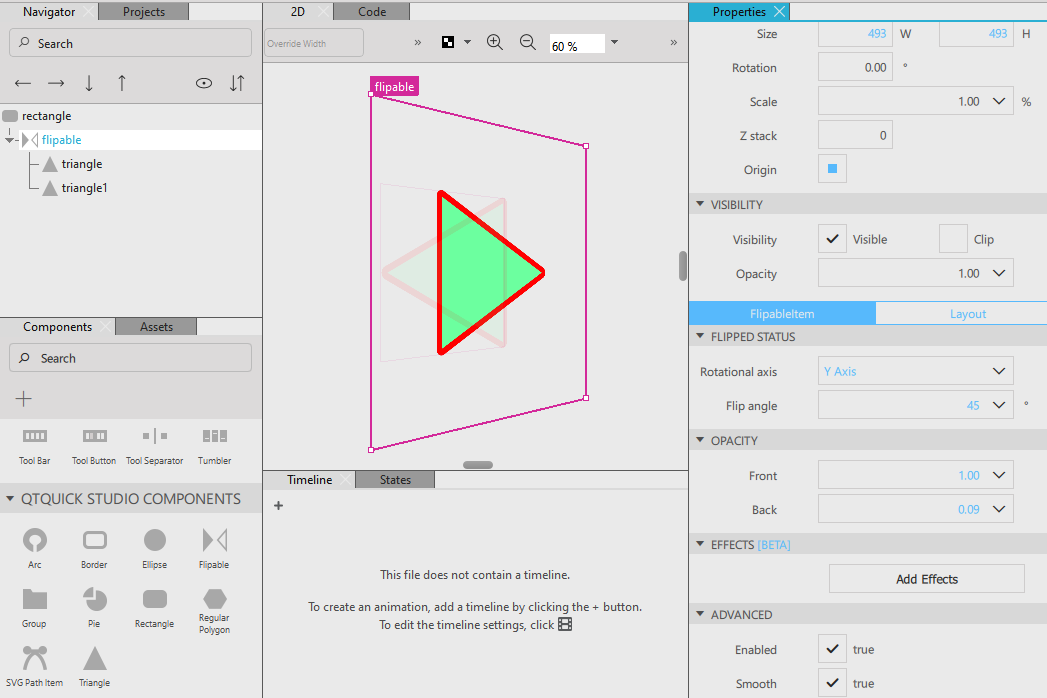 Navigator
Projects
Search
rectangle
flipable
triangle
triangle1
Components
Assets
Search
Tool Bar
Tool Button
Tool Separator
Tumbler
QTQUICK STUDIO COMPONENTS
Arc
Border
Ellipse
Flipable
Group
Pie
Rectangle
Regular
Polygon
SVG Path Item
Triangle
2D
Code
Override Width
»
60 %
»
flipable
Timeline
States
+
This file does not contain a timeline.
To create an animation, add a timeline by clicking the + button.
To edit the timeline settings, click
Properties
Size 493 W 493 H
Rotation 0.00 °
Scale 1.00 %
Z stack 0
Origin
VISIBILITY
Visibility Visible Clip
Opacity 1.00
FlipableItem Layout
FLIPPED STATUS
Rotational axis Y Axis
Flip angle 45 °
OPACITY
Front 1.00
Back 0.09
EFFECTS [BETA]
Add Effects
ADVANCED
Enabled true
Smooth true